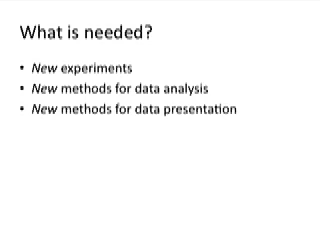 What is needed?
• New experiments
• New methods for data analysis
• New methods for data presentation